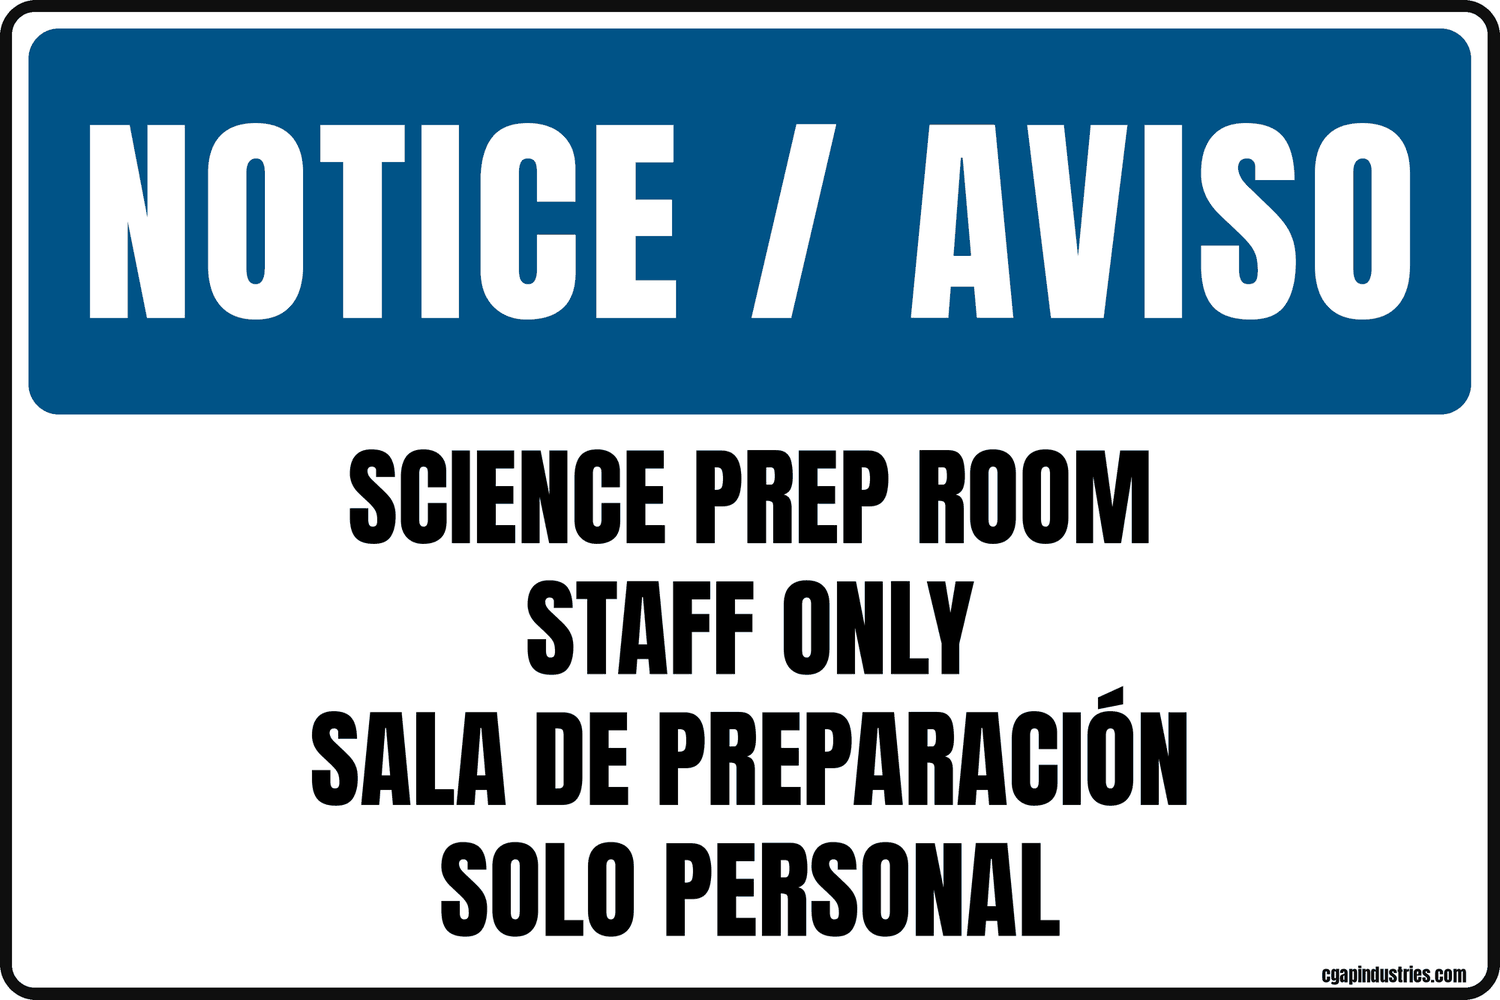 NOTICE / AVISO
SCIENCE PREP ROOM
STAFF ONLY
SALA DE PREPARACIÓN
SOLO PERSONAL
cgapindustries.com